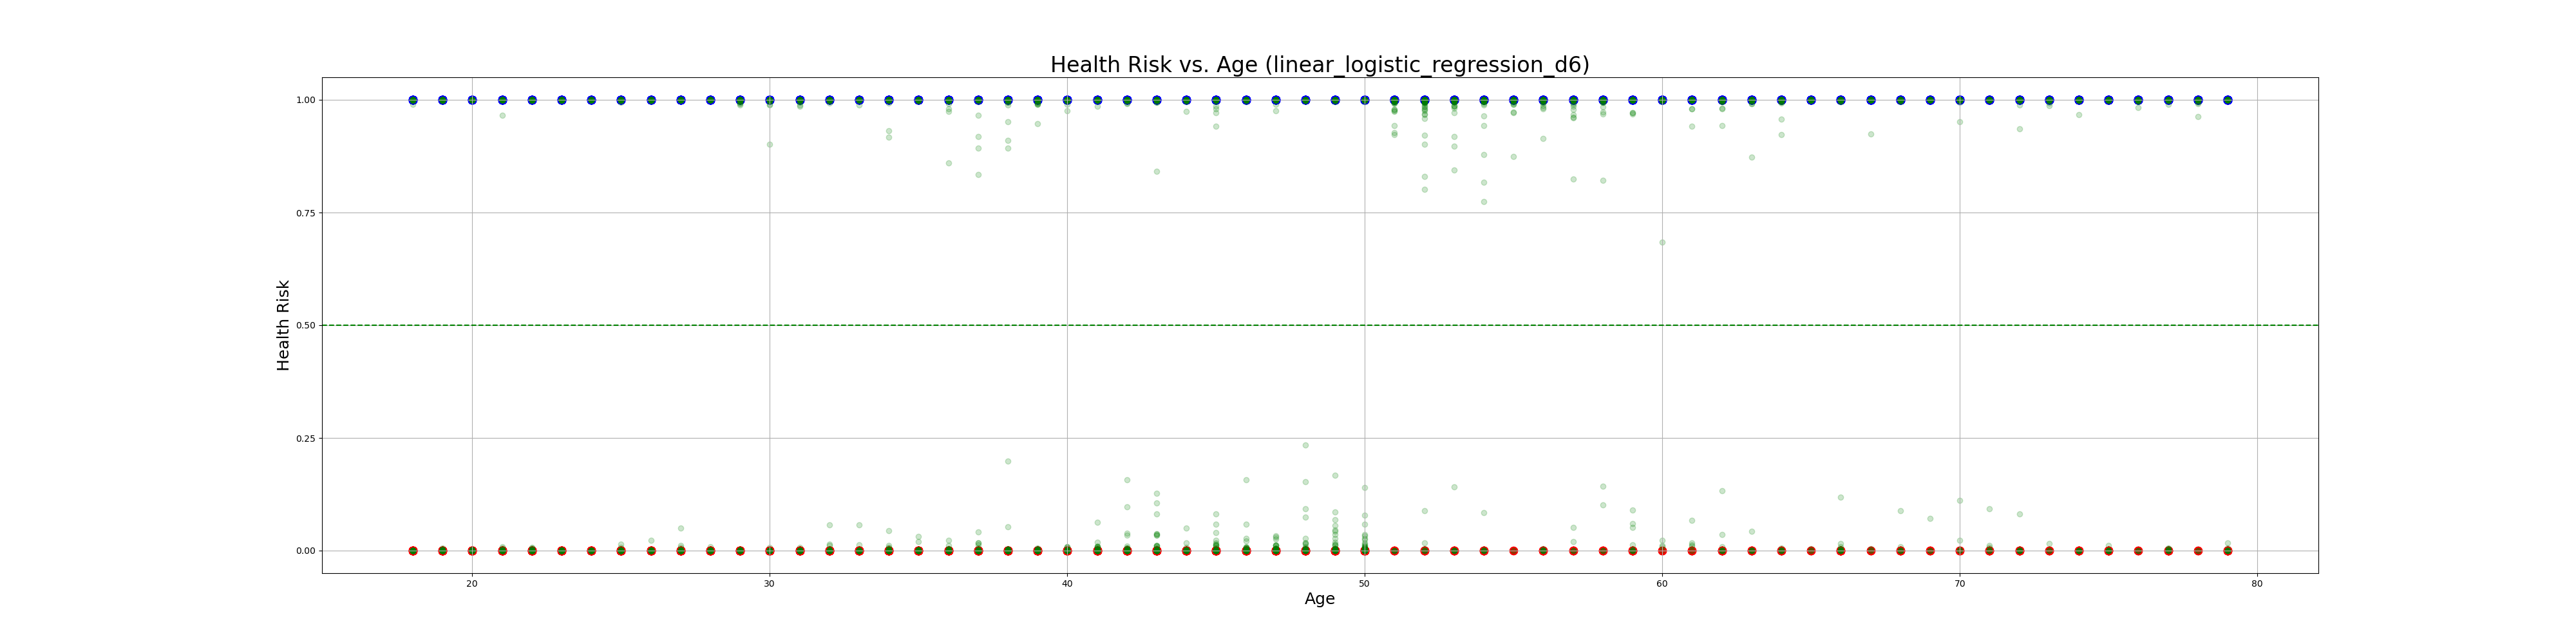 Health Risk vs. Age (linear_logistic_regression_d6)
1.00
0.75
0.50
0.25
0.00
Health Risk
20 30 40 50 60 70 80
Age